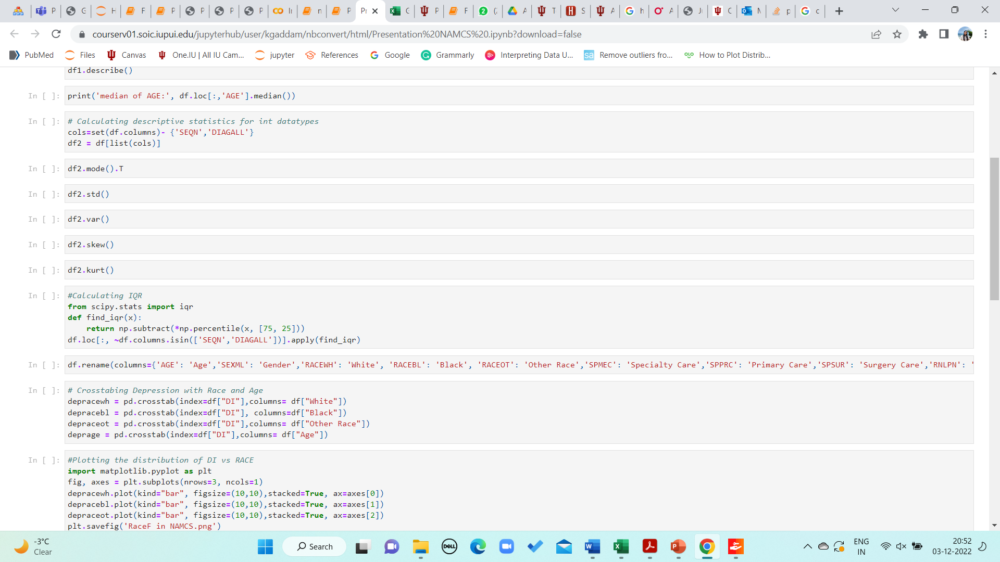 P
G
H
F
P
P
P
P
In
n
P
Pr
G
P
F
(2
A
T
S
A
h
A
Ju
C
N
p
c
courserv01.soic.iupui.edu/jupyterhub/user/kgaddam/nbconvert/html/Presentation%20NAMCS%20.ipynb?download=false
PubMed Files Canvas One.IU | All IU Cam... jupyter References Google Grammarly Interpreting Data U... Remove outliers fro... How to Plot Distrib...
df1.describe()
In [ ]: print('median of AGE:', df.loc[:,'AGE'].median())
In [ ]: # Calculating descriptive statistics for int datatypes
cols=set(df.columns)- {'SEQN','DIAGALL'}
df2 = df[list(cols)]
In [ ]: df2.mode().T
In [ ]: df2.std()
In [ ]: df2.var()
In [ ]: df2.skew()
In [ ]: df2.kurt()
In [ ]: #Calculating IQR
from scipy.stats import iqr
def find_iqr(x):
    return np.subtract(*np.percentile(x, [75, 25]))
df.loc[:, ~df.columns.isin(['SEQN','DIAGALL'])].apply(find_iqr)
In [ ]: df.rename(columns={'AGE': 'Age','SEXML': 'Gender','RACEWH': 'White', 'RACEBL': 'Black', 'RACEOT': 'Other Race','SPMEC': 'Specialty Care','SPPRC': 'Primary Care','SPSUR': 'Surgery Care','RNLPN': '
In [ ]: # Crosstabing Depression with Race and Age
depracewh = pd.crosstab(index=df["DI"],columns= df["White"])
depracebl = pd.crosstab(index=df["DI"], columns=df["Black"])
depraceot = pd.crosstab(index=df["DI"],columns= df["Other Race"])
deprage = pd.crosstab(index=df["DI"],columns= df["Age"])
In [ ]: #Plotting the distribution of DI vs RACE
import matplotlib.pyplot as plt
fig, axes = plt.subplots(nrows=3, ncols=1)
depracewh.plot(kind="bar", figsize=(10,10),stacked=True, ax=axes[0])
depracebl.plot(kind="bar", figsize=(10,10),stacked=True, ax=axes[1])
depraceot.plot(kind="bar", figsize=(10,10),stacked=True, ax=axes[2])
plt.savefig('RaceF in NAMCS.png')
-3°C
Clear
Search
DELL
ENG
IN
20:52
03-12-2022